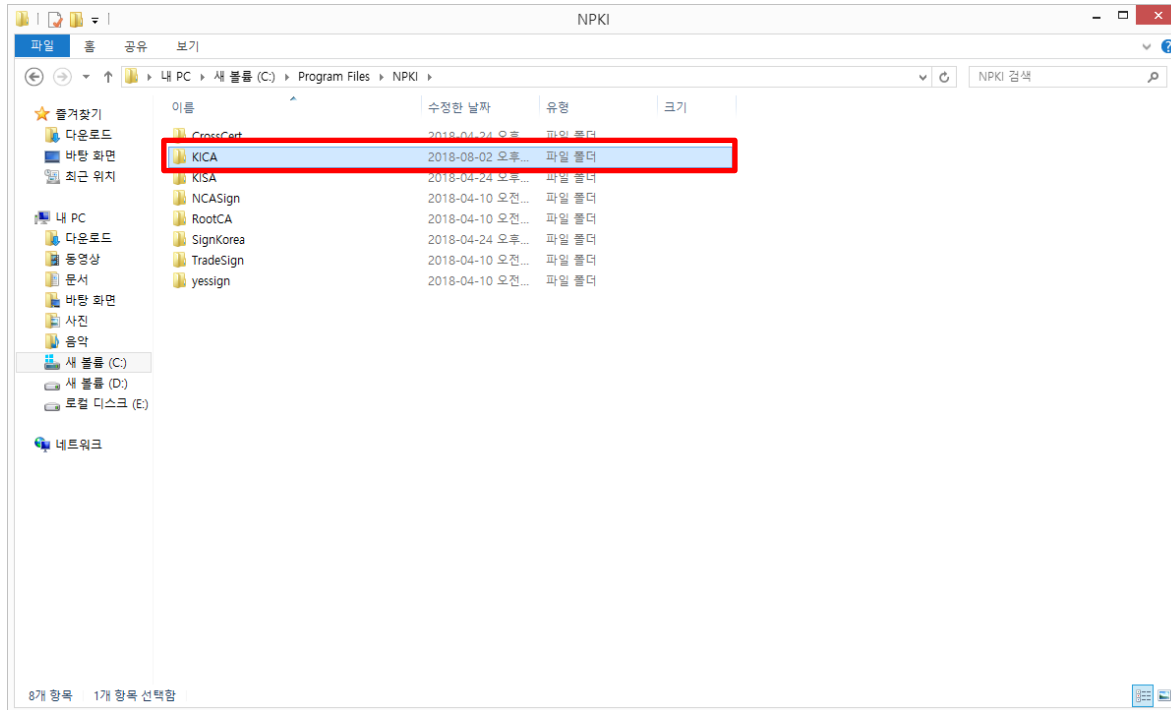 NPKI
파일 홈 공유 보기
내 PC 새 볼륨 (C:) Program Files NPKI
NPKI 검색
이름 수정한 날짜 유형 크기
즐겨찾기
다운로드
바탕 화면
최근 위치
내 PC
다운로드
동영상
문서
바탕 화면
사진
음악
새 볼륨 (C:)
새 볼륨 (D:)
로컬 디스크 (E:)
네트워크
CrossCert 2018-04-24 오후... 파일 폴더
KICA 2018-08-02 오후... 파일 폴더
KISA 2018-04-24 오후... 파일 폴더
NCASign 2018-04-10 오전... 파일 폴더
RootCA 2018-04-10 오전... 파일 폴더
SignKorea 2018-04-24 오후... 파일 폴더
TradeSign 2018-04-10 오전... 파일 폴더
yessign 2018-04-10 오전... 파일 폴더
8개 항목 1개 항목 선택함